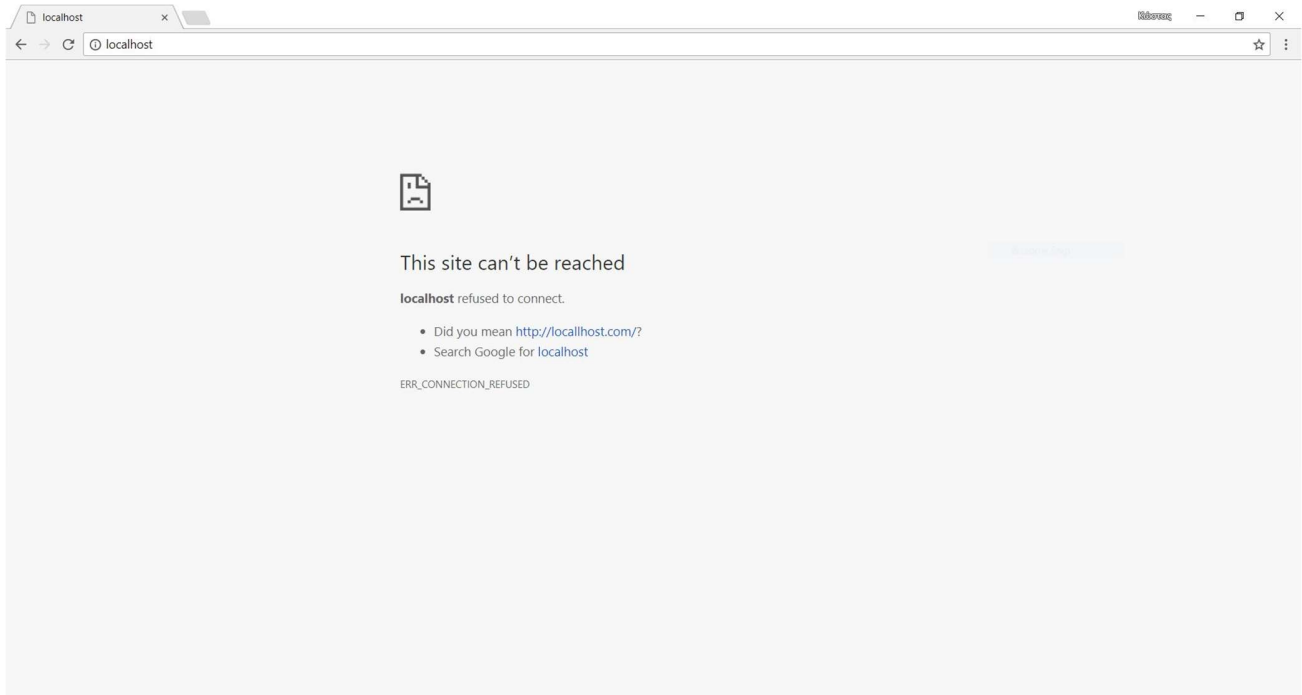 localhost
Κώστας
localhost
This site can't be reached
localhost refused to connect.
• Did you mean http://locallhost.com/?
• Search Google for localhost
ERR_CONNECTION_REFUSED